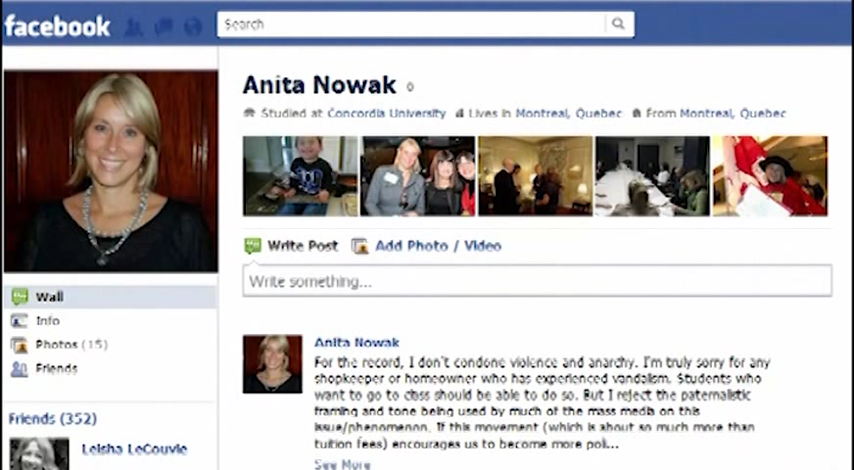 facebook
Search
Anita Nowak
Studied at Concordia University Lives in Montreal, Quebec From Montreal, Quebec
Write Post Add Photo / Video
Write something...
Wall
Info
Photos (15)
Friends
Friends (352)
Leisha LeCouvie
Anita Nowak
For the record, I don't condone violence and anarchy. I'm truly sorry for any
shopkeeper or homeowner who has experienced vandalism. Students who
want to go to class should be able to do so. But I reject the paternalistic
framing and tone being used by much of the mass media on this
issue/phenomenon. If this movement (which is about so much more than
tuition fees) encourages us to become more poli...
See More